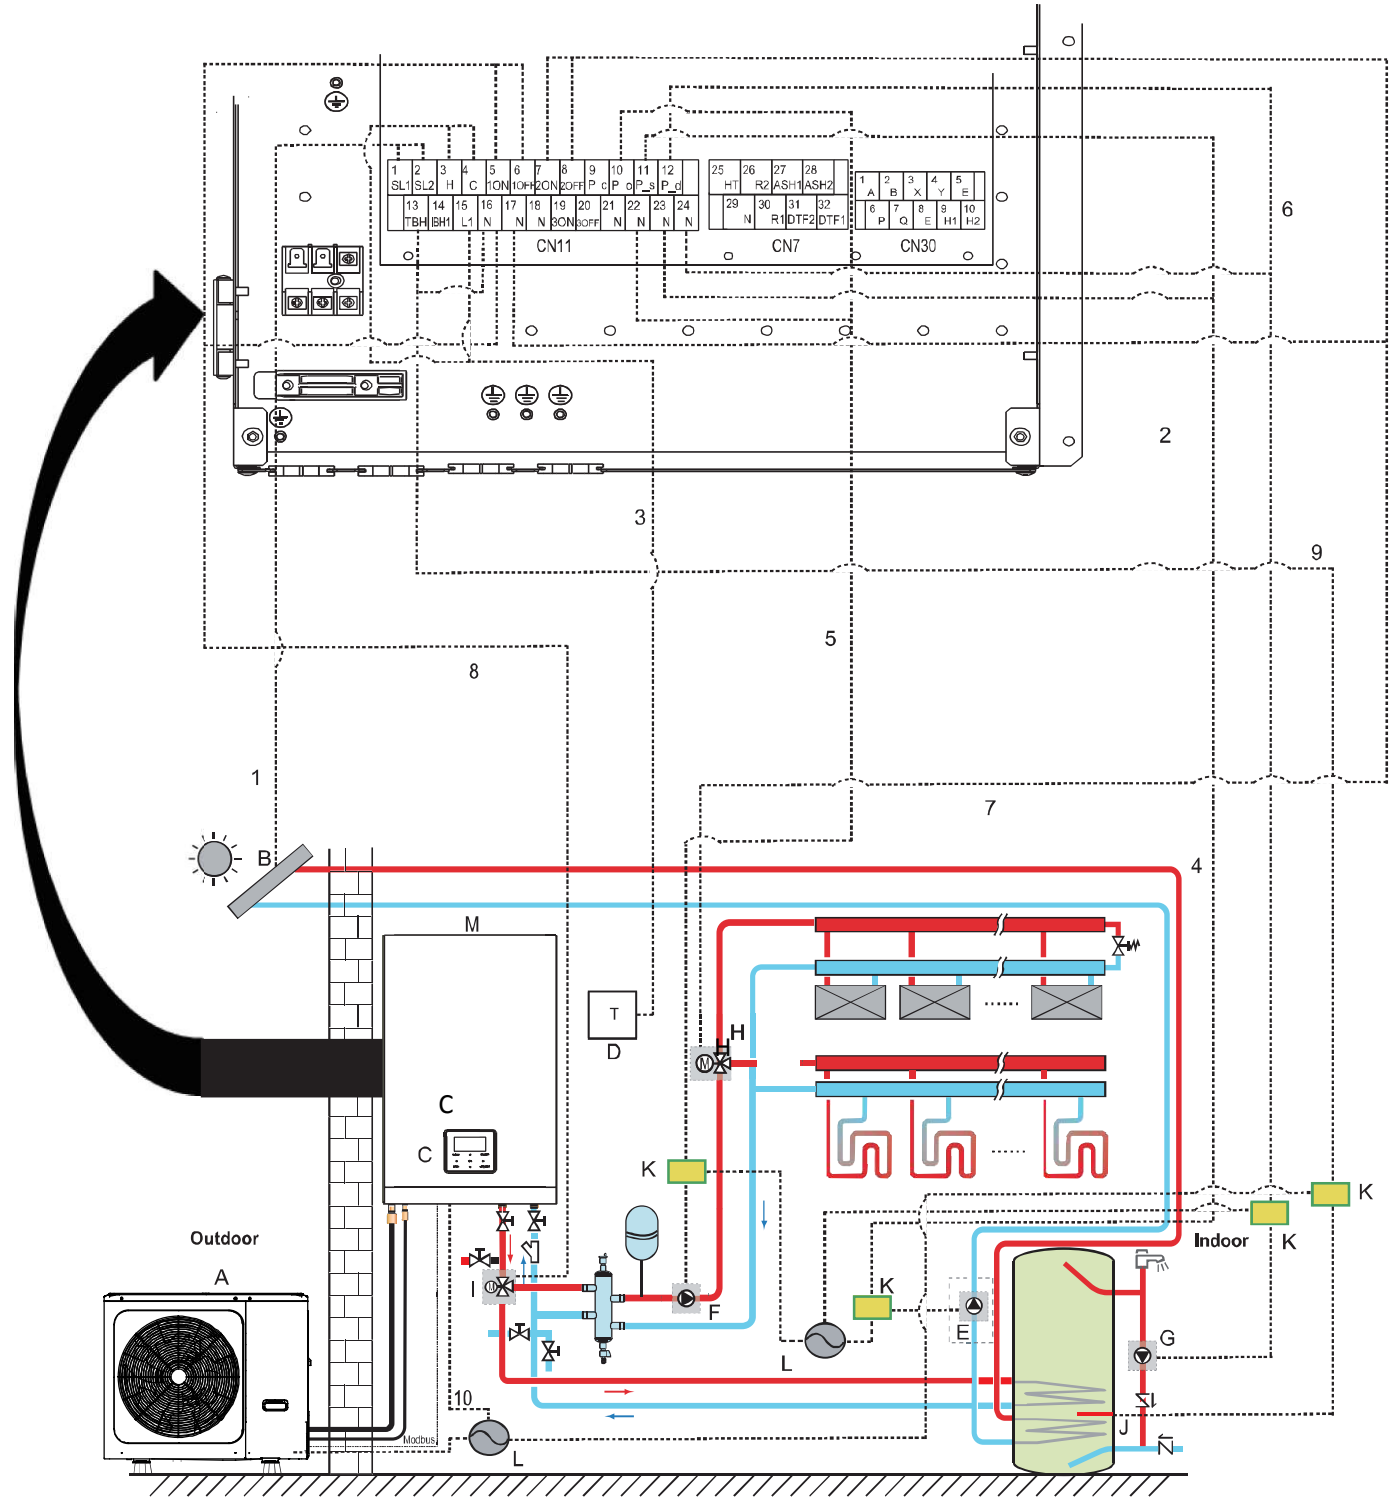 1 2 3 4 5 6 7 8 9 10 11 12
SL1 SL2 H C 1ON 1OFF 2ON 2OFF P_c P_o P_s P_d
13 14 15 16 17 18 19 20 21 22 23 24
TBH IBH1 L1 N N N 3ON 3OFF N N N N
CN11
25 26 27 28
HT R2 ASH1 ASH2
29 30 31 32
N R1 DTF2 DTF1
CN7
1 2 3 4 5
A B X Y E
6 7 8 9 10
P Q E H1 H2
CN30
6
2
3
9
5
8
1
7
B
4
M
T
D
H
H
M
C
C
K
K
Outdoor
Indoor
K
A
I
M
K
F
E
G
L
10
J
Modbus
L